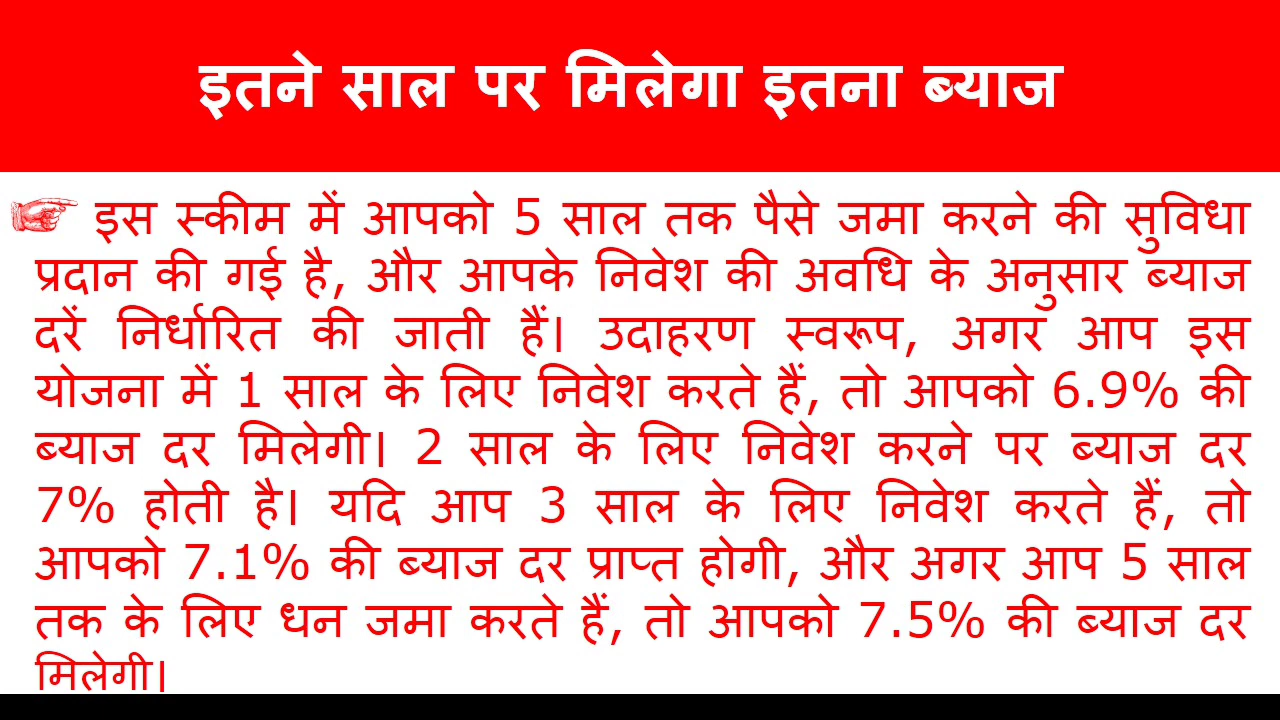 इतने साल पर मिलेगा इतना ब्याज
इस स्कीम में आपको 5 साल तक पैसे जमा करने की सुविधा
प्रदान की गई है, और आपके निवेश की अवधि के अनुसार ब्याज
दरें निर्धारित की जाती हैं। उदाहरण स्वरूप, अगर आप इस
योजना में 1 साल के लिए निवेश करते हैं, तो आपको 6.9% की
ब्याज दर मिलेगी। 2 साल के लिए निवेश करने पर ब्याज दर
7% होती है। यदि आप 3 साल के लिए निवेश करते हैं, तो
आपको 7.1% की ब्याज दर प्राप्त होगी, और अगर आप 5 साल
तक के लिए धन जमा करते हैं, तो आपको 7.5% की ब्याज दर
मिलेगी।